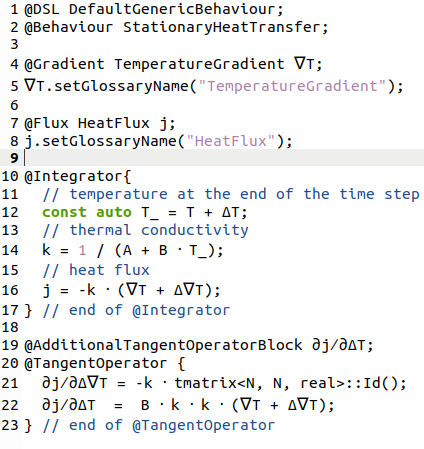 1 @DSL DefaultGenericBehaviour;
2 @Behaviour StationaryHeatTransfer;
3
4 @Gradient TemperatureGradient ∇T;
5 ∇T.setGlossaryName("TemperatureGradient");
6
7 @Flux HeatFlux j;
8 j.setGlossaryName("HeatFlux");
9
10 @Integrator{
11   // temperature at the end of the time step
12   const auto T_ = T + ΔT;
13   // thermal conductivity
14   k = 1 / (A + B · T_);
15   // heat flux
16   j = -k · (∇T + Δ∇T);
17 } // end of @Integrator
18
19 @AdditionalTangentOperatorBlock ∂j/∂ΔT;
20 @TangentOperator {
21   ∂j/∂Δ∇T = -k · tmatrix<N, N, real>::Id();
22   ∂j/∂ΔT  =  B · k · k · (∇T + Δ∇T);
23 } // end of @TangentOperator